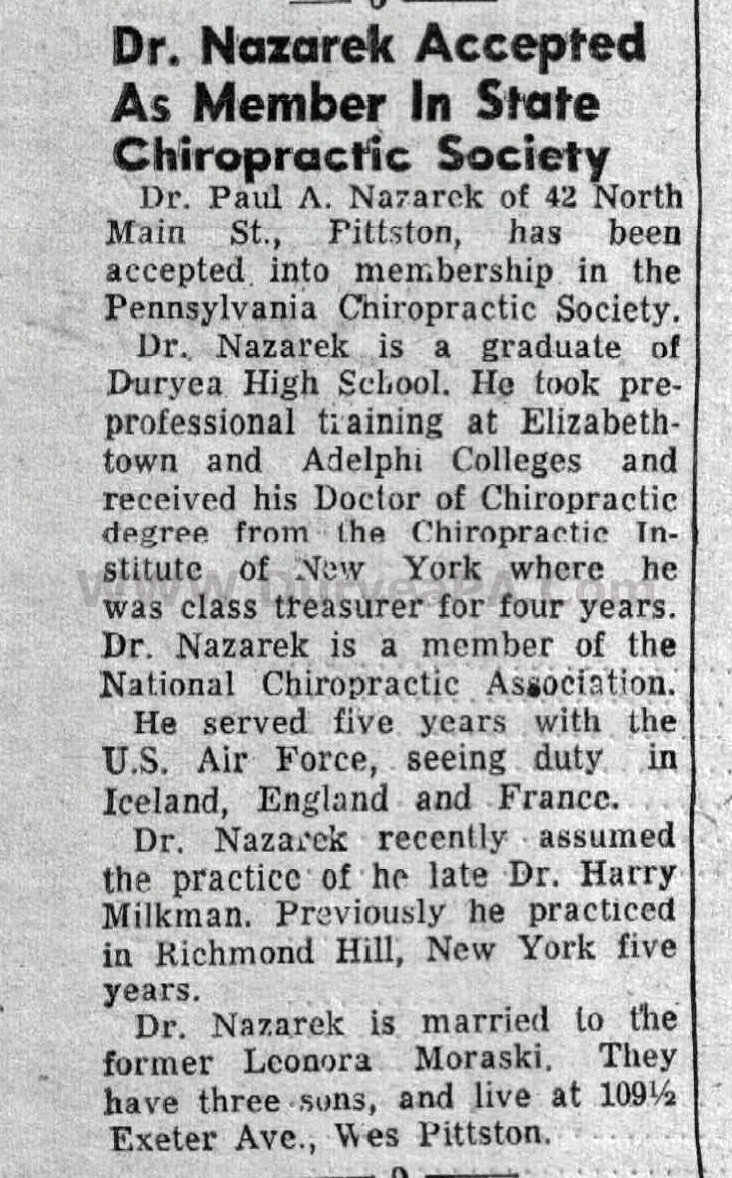 Dr. Nazarek Accepted
As Member In State
Chiropractic Society
Dr. Paul A. Nazarek of 42 North
Main St., Pittston, has been
accepted into membership in the
Pennsylvania Chiropractic Society.
Dr. Nazarek is a graduate of
Duryea High School. He took pre-
professional training at Elizabeth-
town and Adelphi Colleges and
received his Doctor of Chiropractic
degree from the Chiropractic In-
stitute of New York where he
www.DuryeaPA.com
was class treasurer for four years.
Dr. Nazarek is a member of the
National Chiropractic Association.
He served five years with the
U.S. Air Force, seeing duty in
Iceland, England and France.
Dr. Nazarek recently assumed
the practice of he late Dr. Harry
Milkman. Previously he practiced
in Richmond Hill, New York five
years.
Dr. Nazarek is married to the
former Leonora Moraski. They
have three sons, and live at 109½
Exeter Ave., Wes Pittston.